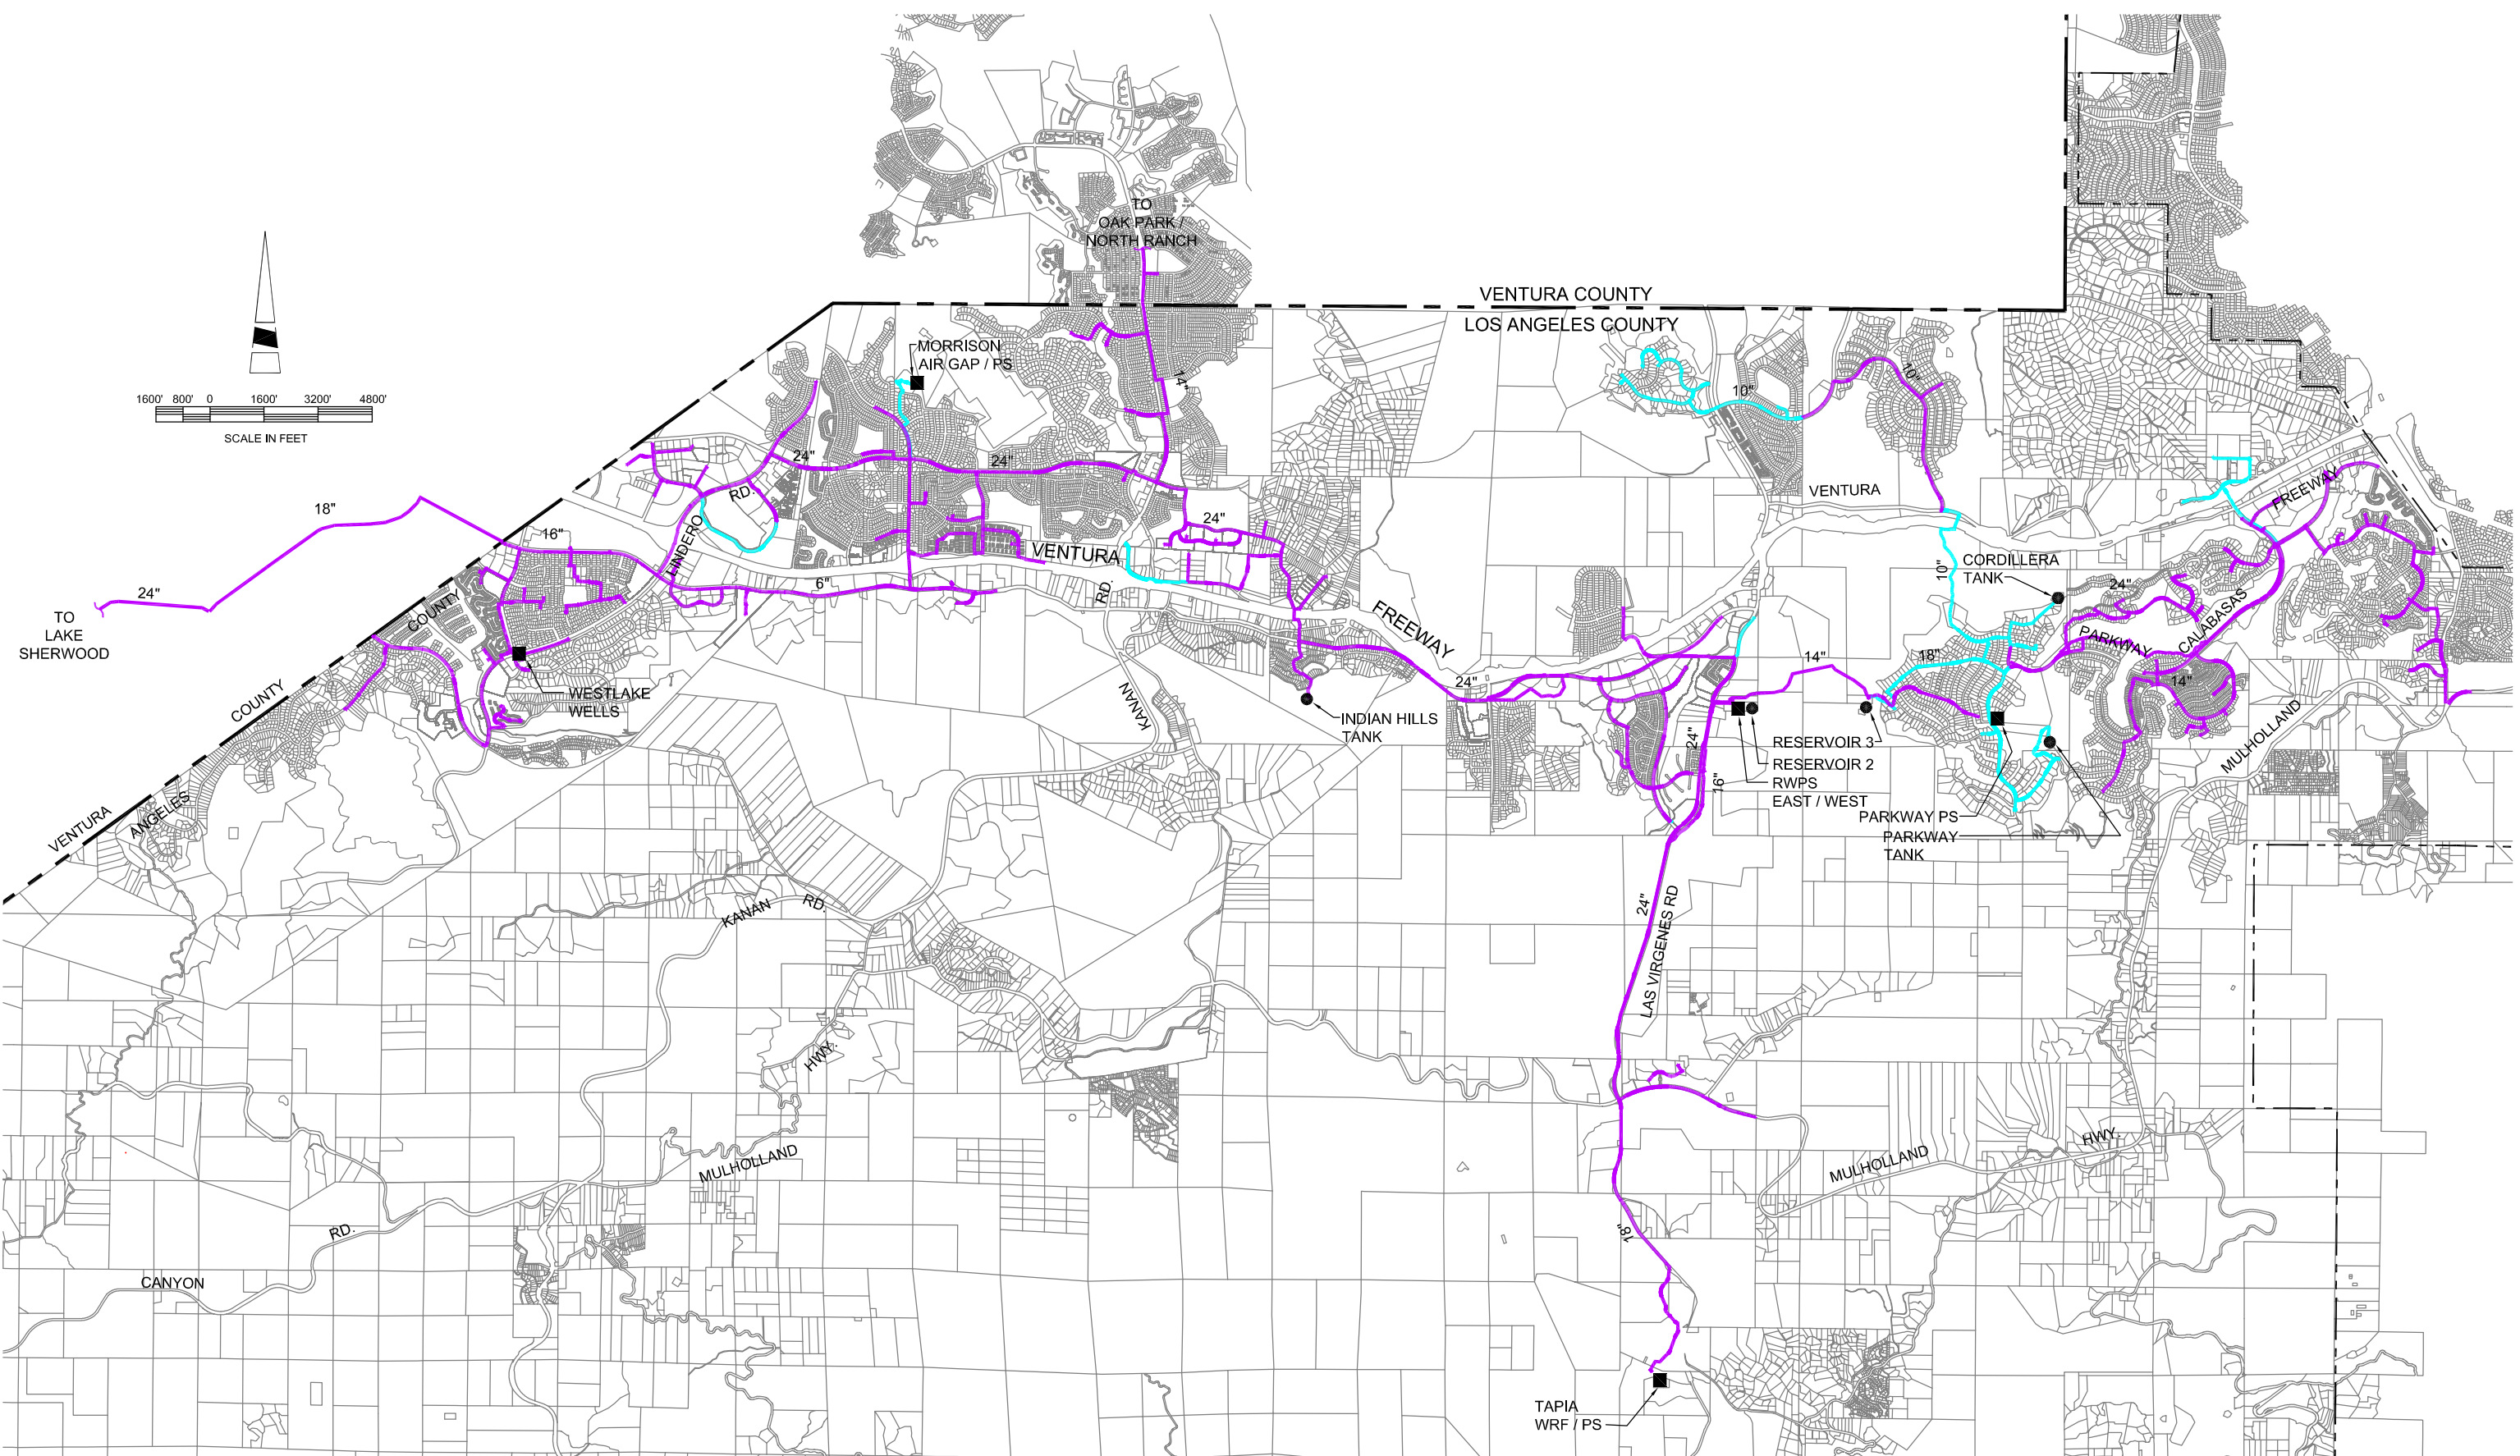 TO
OAK PARK /
NORTH RANCH
VENTURA COUNTY
LOS ANGELES COUNTY
MORRISON
AIR GAP / PS
1600' 800' 0 1600' 3200' 4800'
SCALE IN FEET
14"
10"
10"
24"
24"
RD.
VENTURA
FREEWAY
18"
16"
LINDERO
24"
VENTURA
10"
CORDILLERA
TANK
6"
RD.
24"
24"
TO
LAKE
SHERWOOD
COUNTY
FREEWAY
CALABASAS
PARKWAY
18"
14"
14"
24"
WESTLAKE
WELLS
COUNTY
KANAN
INDIAN HILLS
TANK
24"
16"
RESERVOIR 3
RESERVOIR 2
RWPS
EAST / WEST
PARKWAY PS
PARKWAY
TANK
MULHOLLAND
VENTURA
ANGELES
KANAN
RD.
24"
LAS VIRGENES RD
HWY.
MULHOLLAND
MULHOLLAND
HWY.
RD.
18"
CANYON
TAPIA
WRF / PS